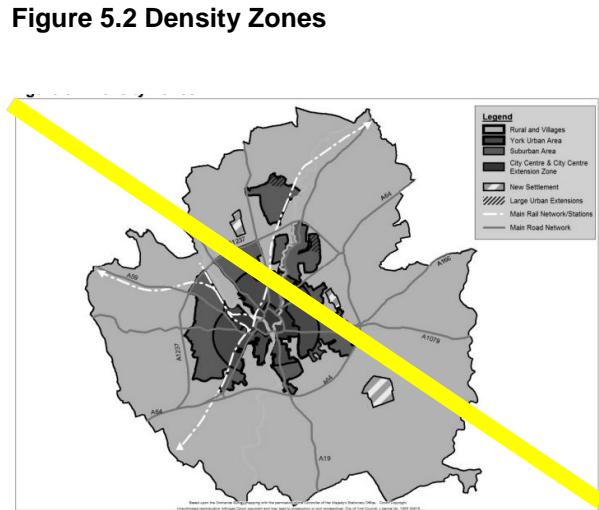 Figure 5.2 Density Zones
Legend
Rural and Villages
York Urban Area
Suburban Area
City Centre & City Centre
Extension Zone
New Settlement
Large Urban Extensions
Main Rail Network/Stations
Main Road Network
A64
A1237
A166
A59
A1079
A1237
A64
A64
A19